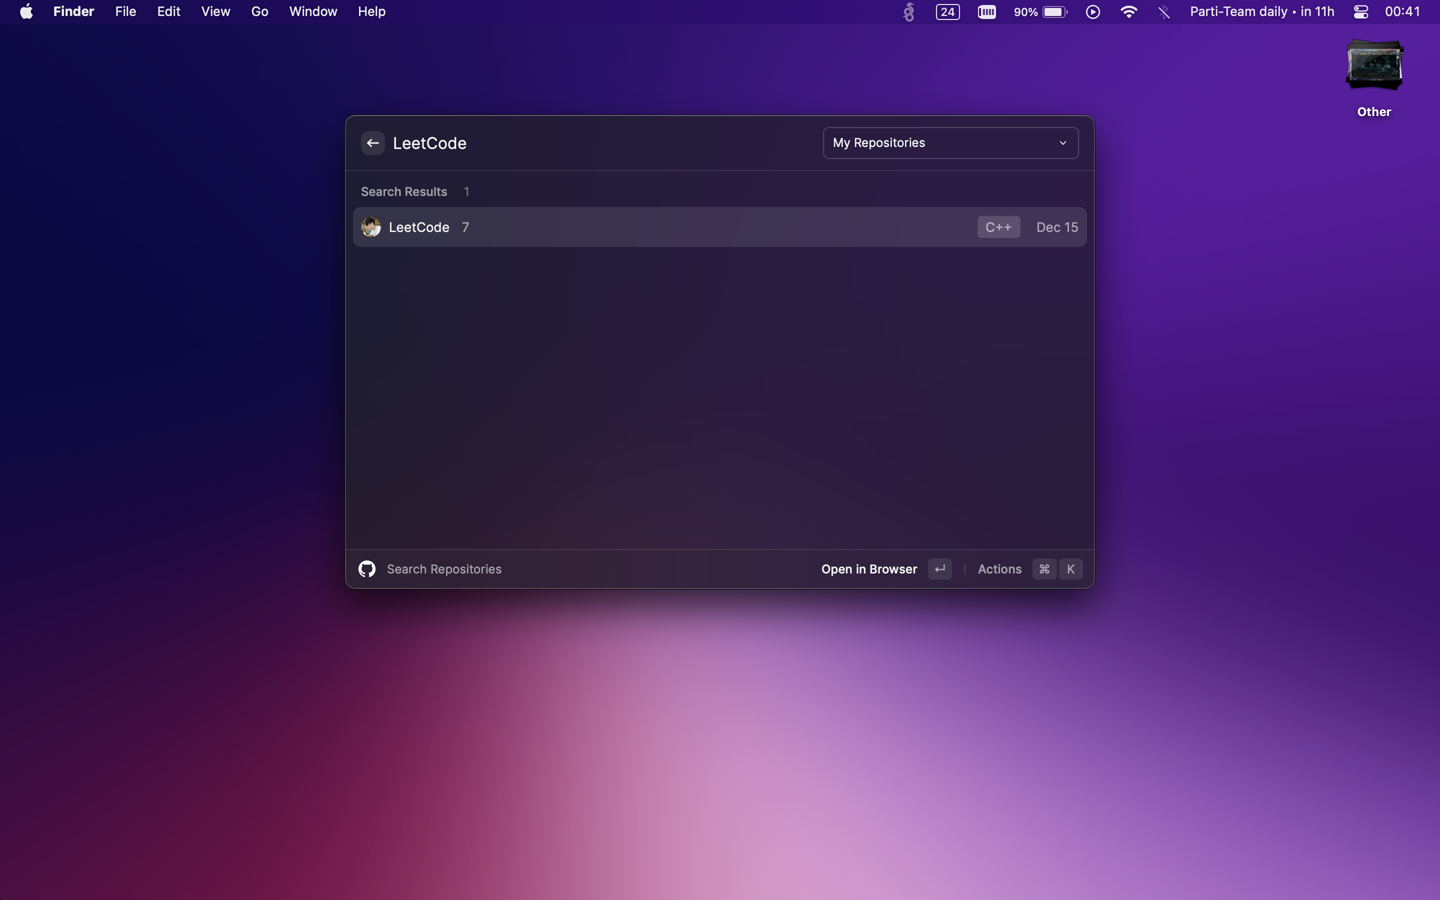 Finder File Edit View Go Window Help 24 90% Parti-Team daily • in 11h 00:41
Other
LeetCode My Repositories
Search Results 1
LeetCode 7 C++ Dec 15
Search Repositories Open in Browser ↵ Actions ⌘ K